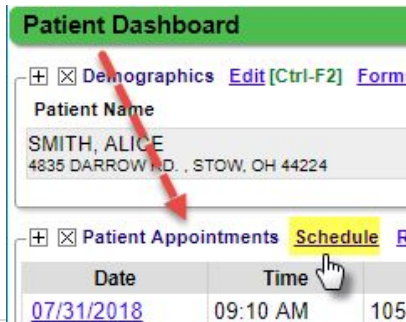 Patient Dashboard
Demographics Edit [Ctrl-F2] Forms
Patient Name
SMITH, ALICE
4835 DARROW RD. , STOW, OH 44224
Patient Appointments Schedule R
Date Time
07/31/2018 09:10 AM 105